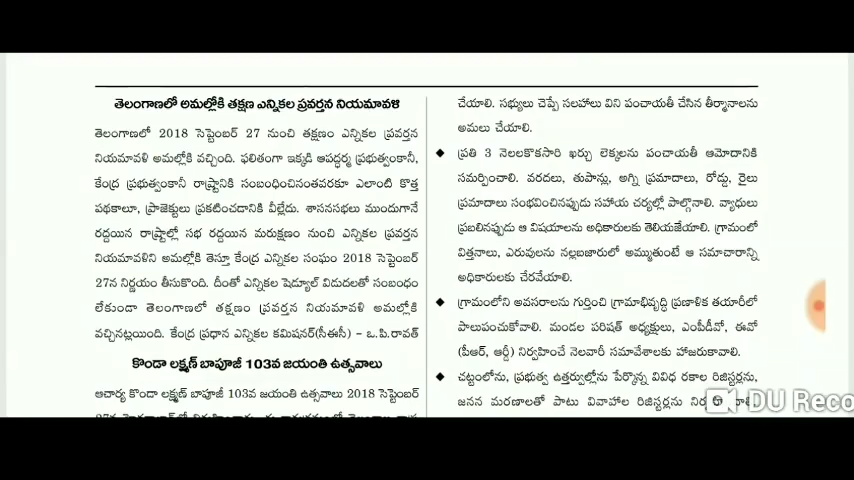 తెలంగాణలో అమల్లోకి తక్షణ ఎన్నికల ప్రవర్తన నియమావళి
తెలంగాణలో 2018 సెప్టెంబర్ 27 నుంచి తక్షణం ఎన్నికల ప్రవర్తన
నియమావళి అమల్లోకి వచ్చింది. ఫలితంగా ఇక్కడి ఆపద్ధర్మ ప్రభుత్వంకానీ,
కేంద్ర ప్రభుత్వంకానీ రాష్ట్రానికి సంబంధించినంతవరకూ ఎలాంటి కొత్త
పథకాలూ, ప్రాజెక్టులు ప్రకటించడానికి వీల్లేదు. శాసనసభలు ముందుగానే
రద్దయిన రాష్ట్రాల్లో సభ రద్దయిన మరుక్షణం నుంచి ఎన్నికల ప్రవర్తన
నియమావళిని అమల్లోకి తెస్తూ కేంద్ర ఎన్నికల సంఘం 2018 సెప్టెంబర్
27న నిర్ణయం తీసుకొంది. దీంతో ఎన్నికల షెడ్యూల్ విడుదలతో సంబంధం
లేకుండా తెలంగాణలో తక్షణం ప్రవర్తన నియమావళి అమల్లోకి
వచ్చినట్లయింది. కేంద్ర ప్రధాన ఎన్నికల కమిషనర్(సీఈసీ) - ఒ.పి.రావత్
కొండా లక్ష్మణ్ బాపూజీ 103వ జయంతి ఉత్సవాలు
ఆచార్య కొండా లక్ష్మణ్ బాపూజీ 103వ జయంతి ఉత్సవాలు 2018 సెప్టెంబర్
చేయాలి. సభ్యులు చెప్పే సలహాలు విని పంచాయతీ చేసిన తీర్మానాలను
అమలు చేయాలి.
◆ ప్రతి 3 నెలలకొకసారి ఖర్చు లెక్కలను పంచాయతీ ఆమోదానికి
సమర్పించాలి. వరదలు, తుపాన్లు, అగ్ని ప్రమాదాలు, రోడ్డు, రైలు
ప్రమాదాలు సంభవించినప్పుడు సహాయ చర్యల్లో పాల్గొనాలి. వ్యాధులు
ప్రబలినప్పుడు ఆ విషయాలను అధికారులకు తెలియజేయాలి. గ్రామంలో
విత్తనాలు, ఎరువులను నల్లబజారులో అమ్ముతుంటే ఆ సమాచారాన్ని
అధికారులకు చేరవేయాలి.
◆ గ్రామంలోని అవసరాలను గుర్తించి గ్రామాభివృద్ధి ప్రణాళిక తయారీలో
పాలుపంచుకోవాలి. మండల పరిషత్ అధ్యక్షులు, ఎంపీడీవో, ఈవో
(పీఆర్, ఆర్డీ) నిర్వహించే నెలవారీ సమావేశాలకు హాజరుకావాలి.
◆ చట్టంలోను, ప్రభుత్వ ఉత్తర్వుల్లోను పేర్కొన్న వివిధ రకాల రిజిస్టర్లను,
జనన మరణాలతో పాటు వివాహాల రిజిస్టర్లను
DU Reco